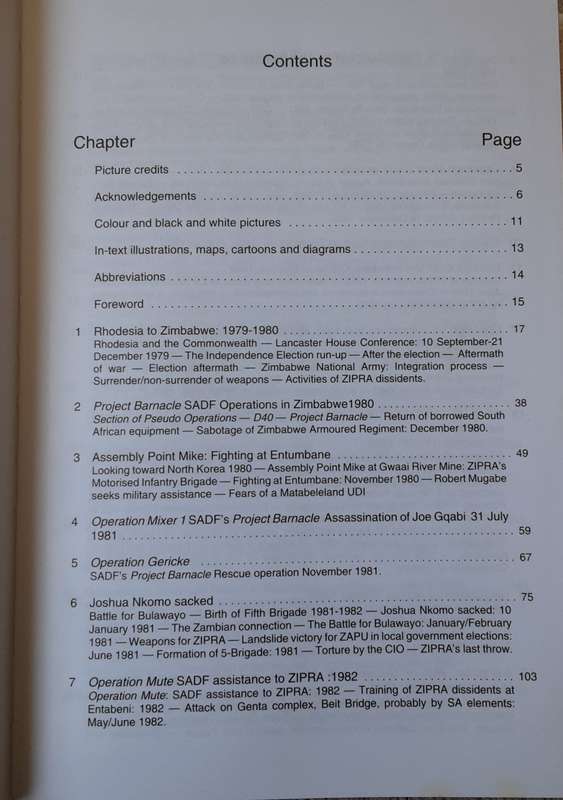 Contents
Chapter Page
Picture credits . . . . . . . . . . . . . . . . . . . . . . . . . . . . . . . . . . . . . . . . . . . . . . . . . . . . 5
Acknowledgements . . . . . . . . . . . . . . . . . . . . . . . . . . . . . . . . . . . . . . . . . . . . . . . . 6
Colour and black and white pictures . . . . . . . . . . . . . . . . . . . . . . . . . . . . . . . . . . 11
In-text illustrations, maps, cartoons and diagrams . . . . . . . . . . . . . . . . . . . . . . . . 13
Abbreviations . . . . . . . . . . . . . . . . . . . . . . . . . . . . . . . . . . . . . . . . . . . . . . . . . . . . 14
Foreword . . . . . . . . . . . . . . . . . . . . . . . . . . . . . . . . . . . . . . . . . . . . . . . . . . . . . . . 15
1 Rhodesia to Zimbabwe: 1979-1980 . . . . . . . . . . . . . . . . . . . . . . . . . . . . . . . . . . . 17
Rhodesia and the Commonwealth — Lancaster House Conference: 10 September-21
December 1979 — The Independence Election run-up — After the election — Aftermath
of war — Election aftermath — Zimbabwe National Army: Integration process —
Surrender/non-surrender of weapons — Activities of ZIPRA dissidents.
2 Project Barnacle SADF Operations in Zimbabwe1980 . . . . . . . . . . . . . . . . . . . . . 38
Section of Pseudo Operations — D40 — Project Barnacle — Return of borrowed South
African equipment — Sabotage of Zimbabwe Armoured Regiment: December 1980.
3 Assembly Point Mike: Fighting at Entumbane . . . . . . . . . . . . . . . . . . . . . . . . . . . 49
Looking toward North Korea 1980 — Assembly Point Mike at Gwaai River Mine: ZIPRA's
Motorised Infantry Brigade — Fighting at Entumbane: November 1980 — Robert Mugabe
seeks military assistance — Fears of a Matabeleland UDI
4 Operation Mixer 1 SADF's Project Barnacle Assassination of Joe Gqabi 31 July
1981 . . . . . . . . . . . . . . . . . . . . . . . . . . . . . . . . . . . . . . . . . . . . . . . . . . . . . . . . . . . 59
5 Operation Gericke . . . . . . . . . . . . . . . . . . . . . . . . . . . . . . . . . . . . . . . . . . . . . . . . 67
SADF's Project Barnacle Rescue operation November 1981.
6 Joshua Nkomo sacked . . . . . . . . . . . . . . . . . . . . . . . . . . . . . . . . . . . . . . . . . . . . . 75
Battle for Bulawayo — Birth of Fifth Brigade 1981-1982 — Joshua Nkomo sacked: 10
January 1981 — The Zambian connection — The Battle for Bulawayo: January/February
1981 — Weapons for ZIPRA — Landslide victory for ZAPU in local government elections:
June 1981 — Formation of 5-Brigade: 1981 — Torture by the CIO — ZIPRA's last throw.
7 Operation Mute SADF assistance to ZIPRA :1982 . . . . . . . . . . . . . . . . . . . . . . . 103
Operation Mute: SADF assistance to ZIPRA: 1982 — Training of ZIPRA dissidents at
Entabeni: 1982 — Attack on Genta complex, Beit Bridge, probably by SA elements:
May/June 1982.